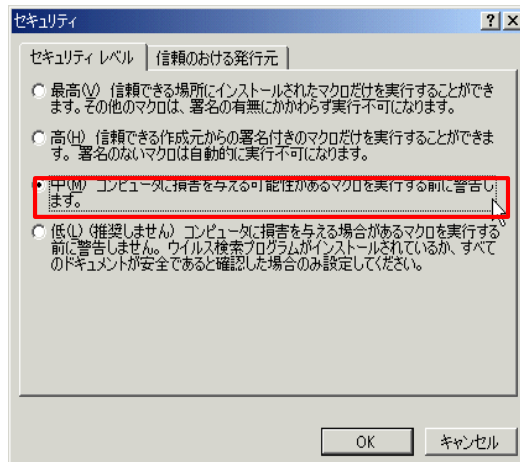 セキュリティ
セキュリティ レベル
信頼のおける発行元
最高(V) 信頼できる場所にインストールされたマクロだけを実行することができ
ます。その他のマクロは、署名の有無にかかわらず実行不可になります。
高(H) 信頼できる作成元からの署名付きのマクロだけを実行することができま
す。署名のないマクロは自動的に実行不可になります。
中(M) コンピュータに損害を与える可能性があるマクロを実行する前に警告し
ます。
低(L) (推奨しません) コンピュータに損害を与える場合があるマクロを実行する
前に警告しません。ウイルス検索プログラムがインストールされているか、すべて
のドキュメントが安全であると確認した場合のみ設定してください。
OK
キャンセル